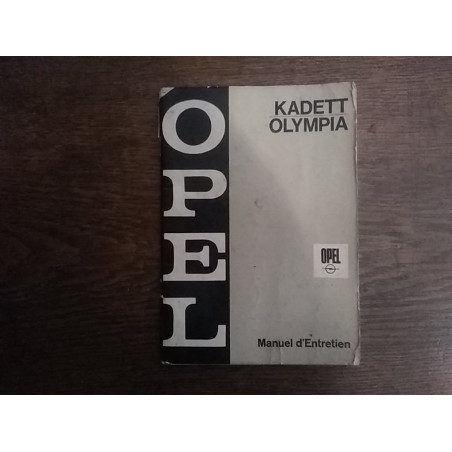 OPEL
KADETT
OLYMPIA
OPEL
Manuel d'Entretien